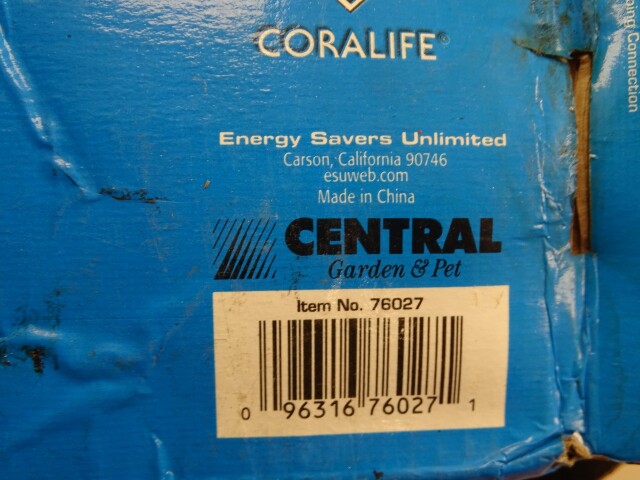 CORALIFE®
Energy Savers Unlimited
Carson, California 90746
esuweb.com
Made in China
CENTRAL
Garden & Pet
Item No. 76027
0 96316 76027 1
Connection